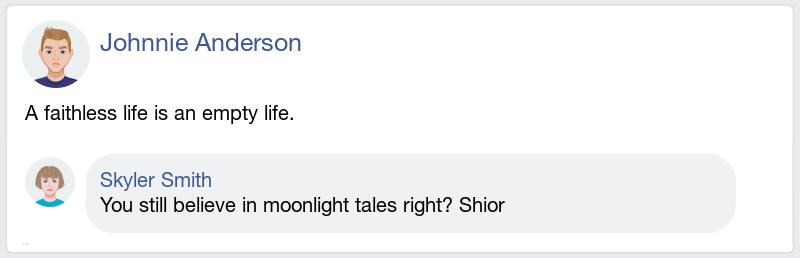 Johnnie Anderson
A faithless life is an empty life.
Skyler Smith
You still believe in moonlight tales right? Shior